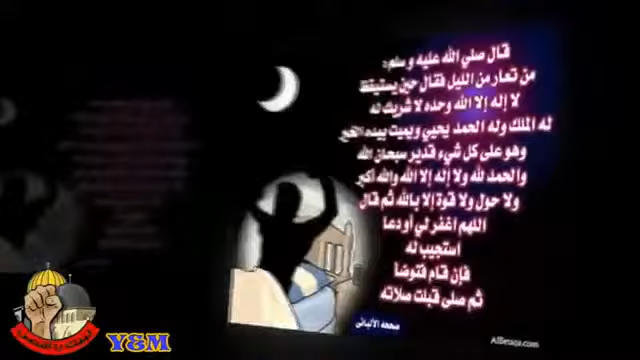 قال صلي الله عليه وسلم:
من تعار من الليل فقال حين يستيقظ
لا إله إلا الله وحده لا شريك له
له الملك وله الحمد يحيي ويميت بيده الخير
وهو على كل شيء قدير سبحان الله
والحمد لله ولا إله إلا الله والله أكبر
ولا حول ولا قوة إلا بالله ثم قال
اللهم اغفر لي أو دعا
استجيب له
فإن قام فتوضا
ثم صلى قبلت صلاته
صححه الألباني
Y&M